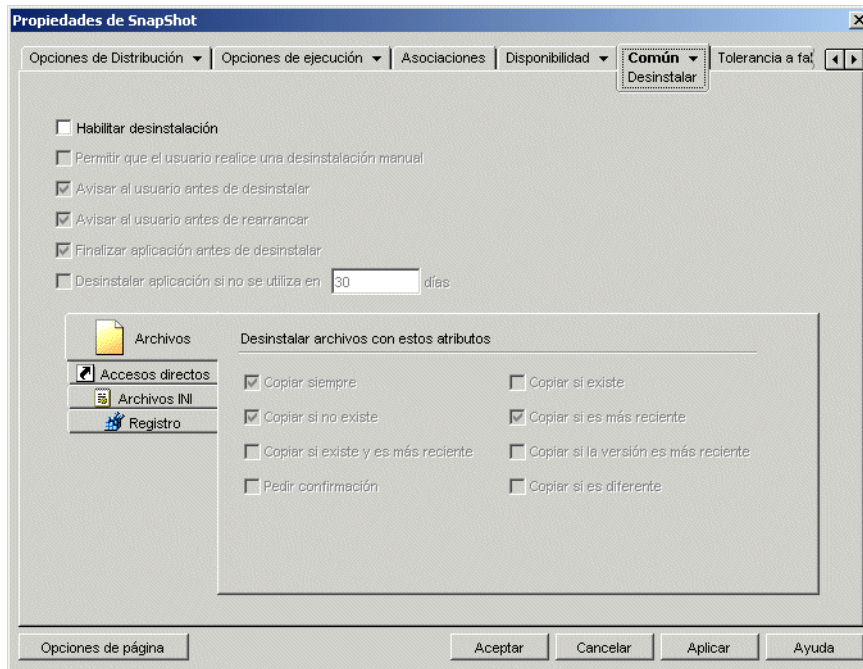 Propiedades de SnapShot
Opciones de Distribución Opciones de ejecución Asociaciones Disponibilidad Común Tolerancia a fal
Desinstalar
Habilitar desinstalación
Permitir que el usuario realice una desinstalación manual
Avisar al usuario antes de desinstalar
Avisar al usuario antes de rearrancar
Finalizar aplicación antes de desinstalar
Desinstalar aplicación si no se utiliza en 30 días
Archivos
Accesos directos
Archivos INI
Registro
Desinstalar archivos con estos atributos
Copiar siempre Copiar si existe
Copiar si no existe Copiar si es más reciente
Copiar si existe y es más reciente Copiar si la versión es más reciente
Pedir confirmación Copiar si es diferente
Opciones de página Aceptar Cancelar Aplicar Ayuda